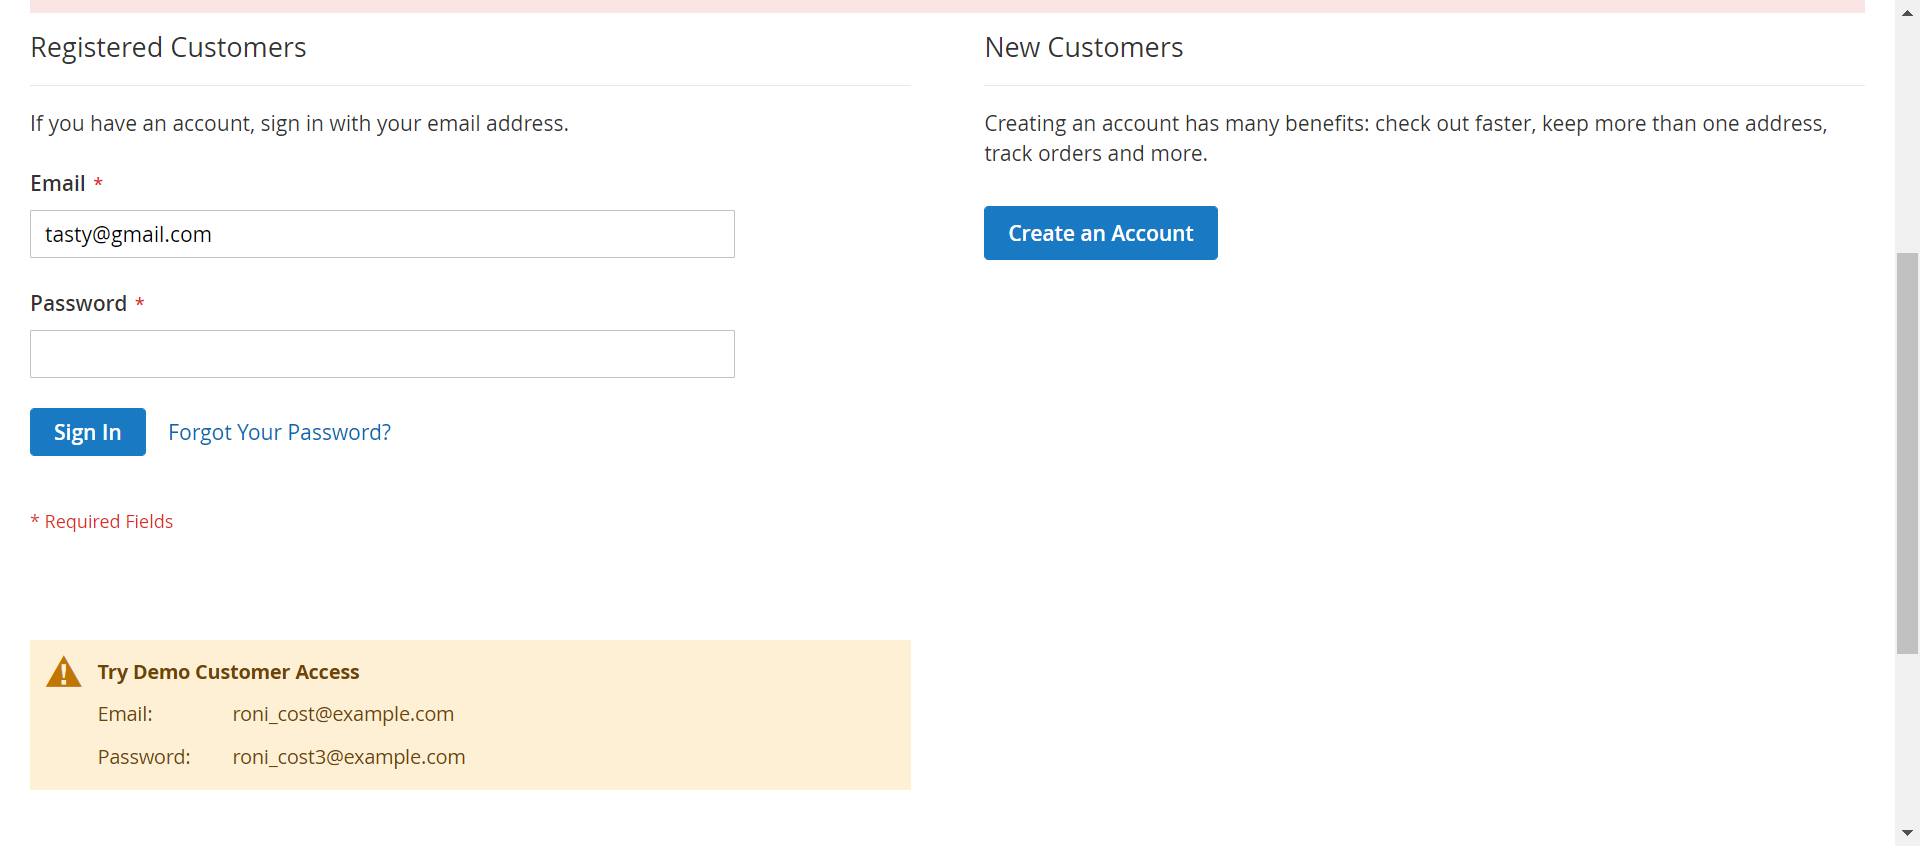 Registered Customers
If you have an account, sign in with your email address.
Email *
tasty@gmail.com
Password *
Sign In
Forgot Your Password?
* Required Fields
Try Demo Customer Access
Email: roni_cost@example.com
Password: roni_cost3@example.com
New Customers
Creating an account has many benefits: check out faster, keep more than one address,
track orders and more.
Create an Account